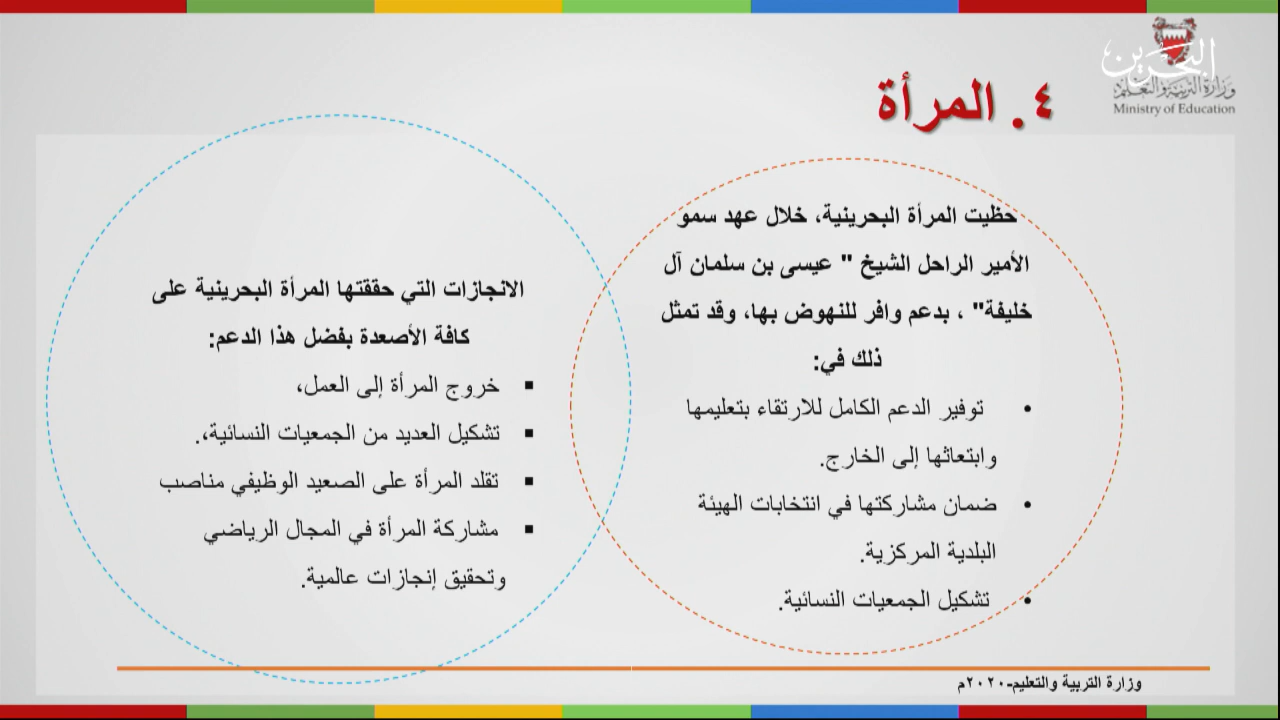 البحرين
وزارة التربية والتعليم
Ministry of Education
٤. المرأة
حظيت المرأة البحرينية، خلال عهد سمو
الأمير الراحل الشيخ " عيسى بن سلمان آل
خليفة" ، بدعم وافر للنهوض بها، وقد تمثل
ذلك في:
• توفير الدعم الكامل للارتقاء بتعليمها
وابتعاثها إلى الخارج.
• ضمان مشاركتها في انتخابات الهيئة
البلدية المركزية.
• تشكيل الجمعيات النسائية.
الانجازات التي حققتها المرأة البحرينية على
كافة الأصعدة بفضل هذا الدعم:
▪ خروج المرأة إلى العمل،
▪ تشكيل العديد من الجمعيات النسائية،.
▪ تقلد المرأة على الصعيد الوظيفي مناصب
▪ مشاركة المرأة في المجال الرياضي
وتحقيق إنجازات عالمية.
وزارة التربية والتعليم-٢٠٢٠م